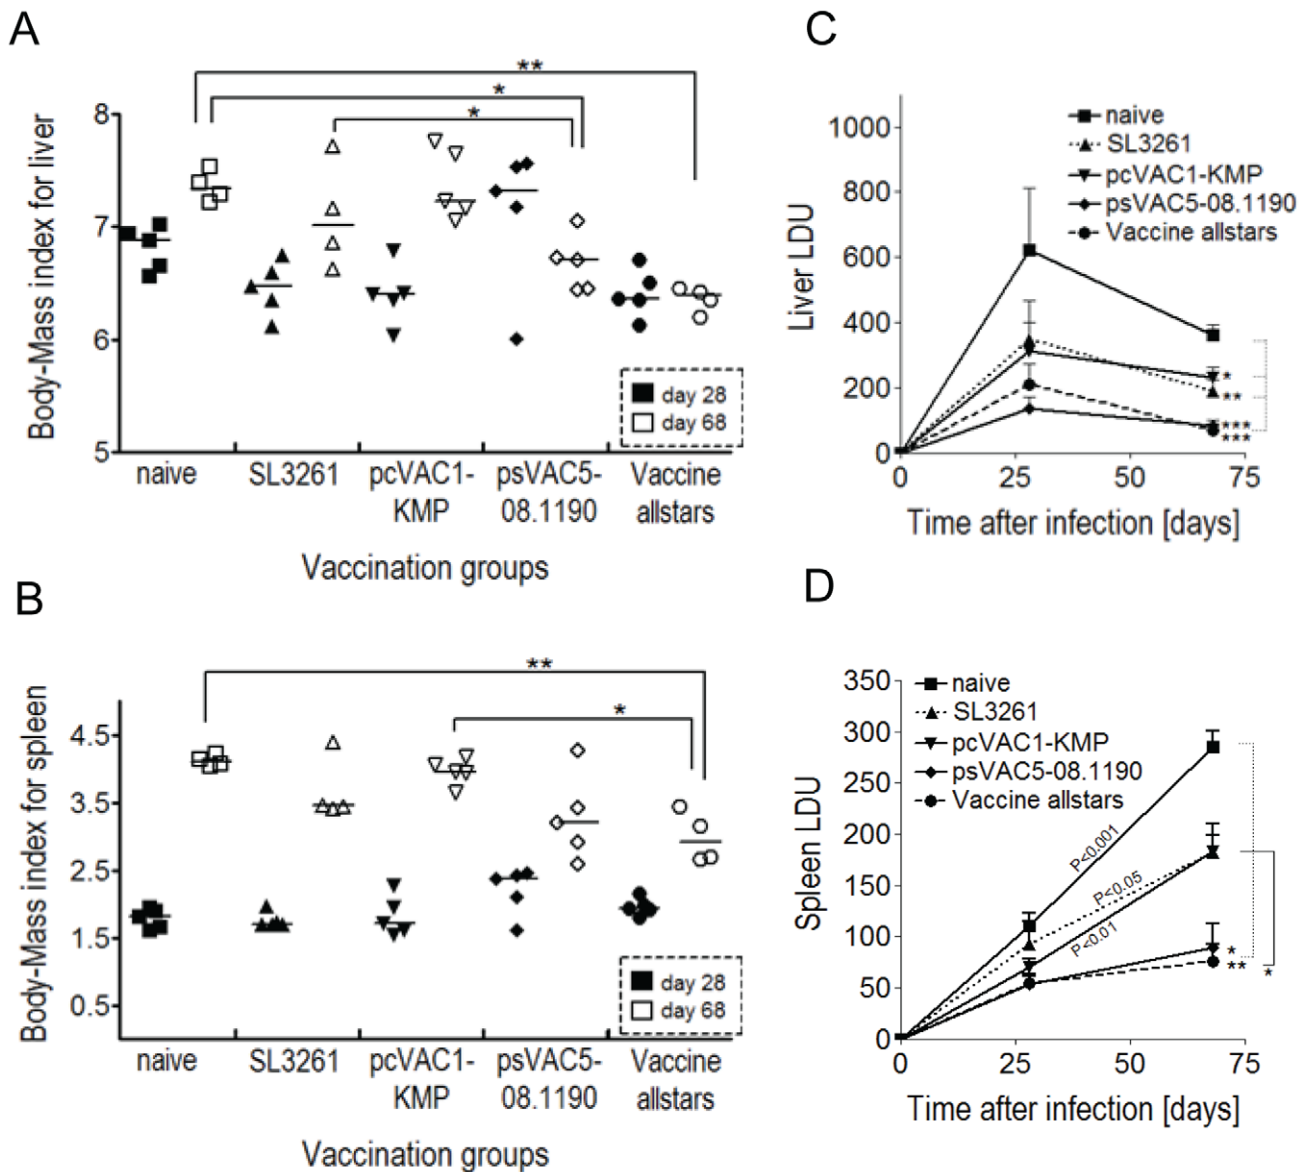 A
**
*
*
Body-Mass index for liver
8
7
6
5
day 28
day 68
naive
SL3261
pcVAC1-
KMP
psVAC5-
08.1190
Vaccine
allstars
Vaccination groups
B
**
*
Body-Mass index for spleen
4.5
3.5
2.5
1.5
0.5
day 28
day 68
naive
SL3261
pcVAC1-
KMP
psVAC5-
08.1190
Vaccine
allstars
Vaccination groups
C
Liver LDU
1000
800
600
400
200
0
naive
SL3261
pcVAC1-KMP
psVAC5-08.1190
Vaccine allstars
*
**
***
***
0
25
50
75
Time after infection [days]
D
Spleen LDU
350
300
250
200
150
100
50
0
naive
SL3261
pcVAC1-KMP
psVAC5-08.1190
Vaccine allstars
P<0.001
P<0.05
P<0.01
*
**
*
0
25
50
75
Time after infection [days]